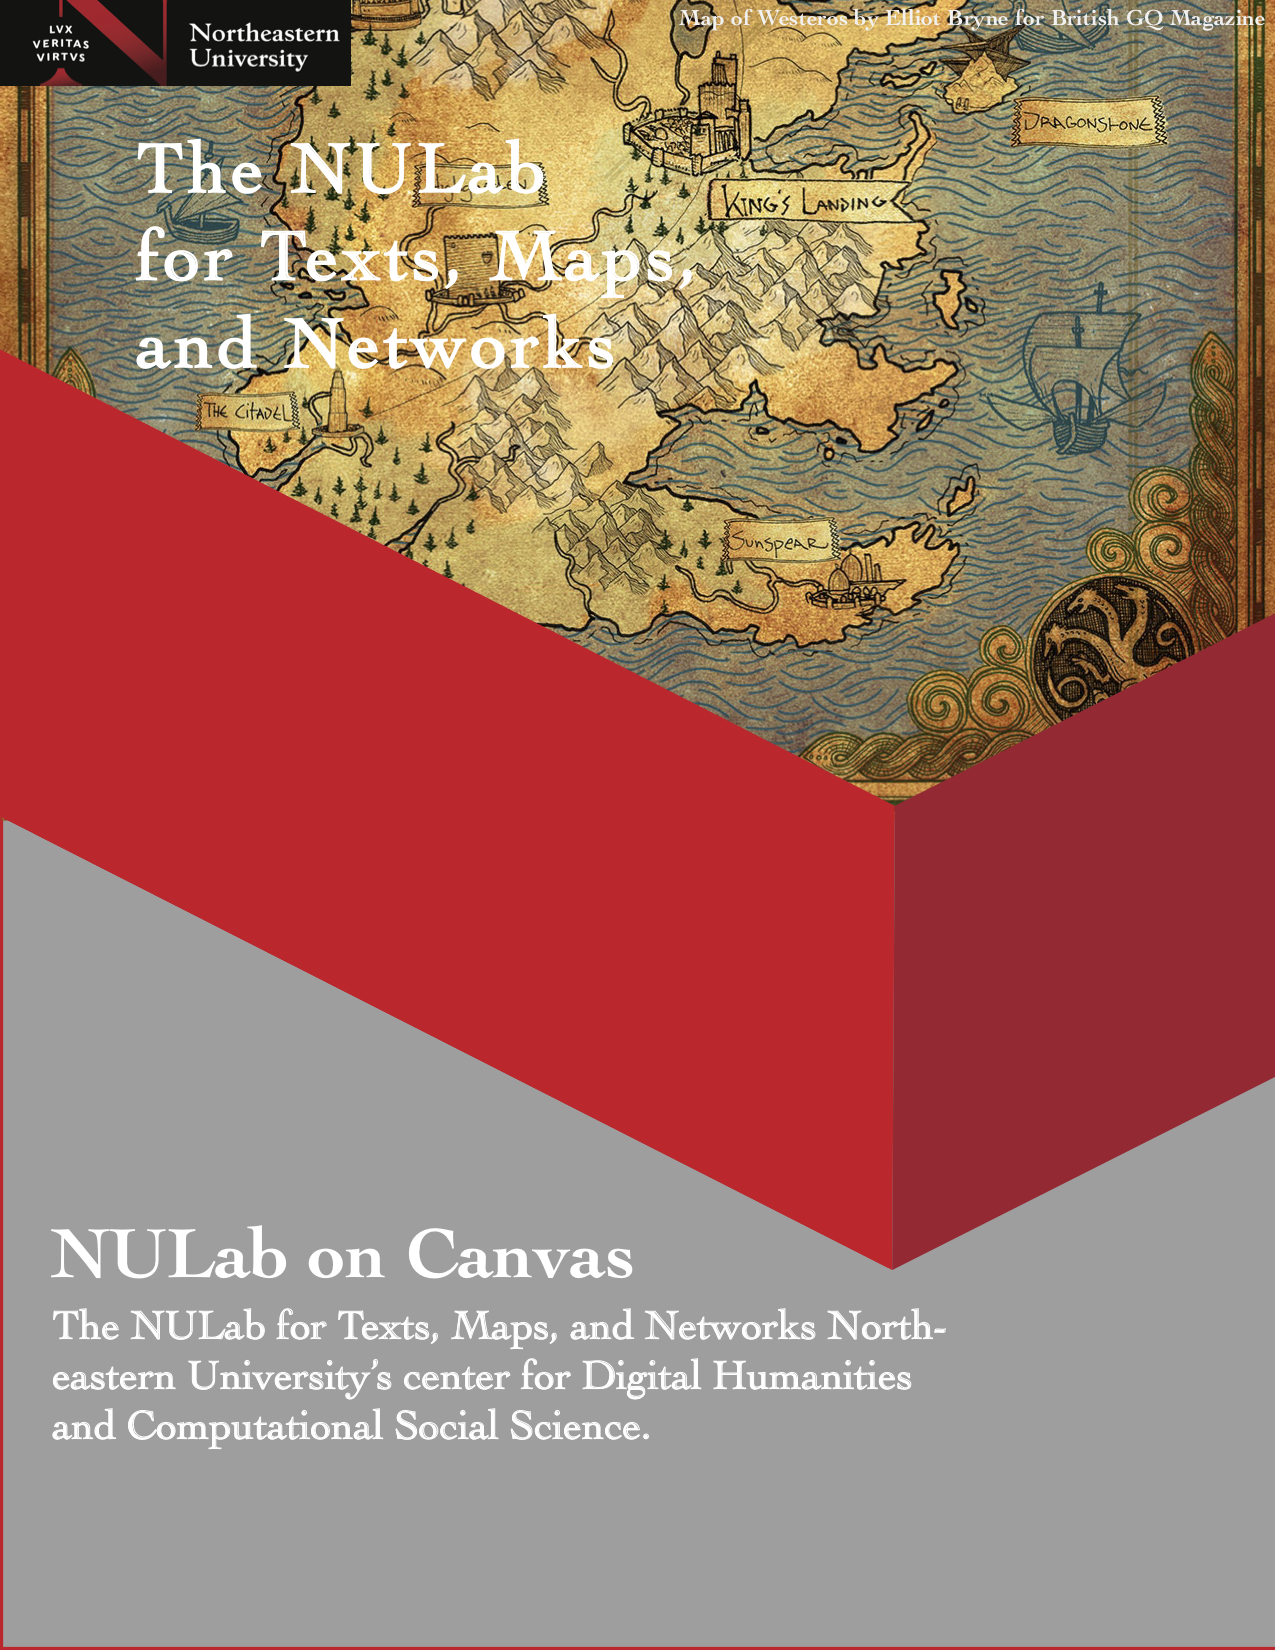 LVX
VERITAS
VIRTVS
Northeastern
University
Map of Westeros by Elliot Bryne for British GQ Magazine
DRAGONSTONE
The NULab
KING'S LANDING
for Texts, Maps,
and Networks
THE CITADEL
SUNSPEAR
NULab on Canvas
The NULab for Texts, Maps, and Networks North-
eastern University's center for Digital Humanities
and Computational Social Science.